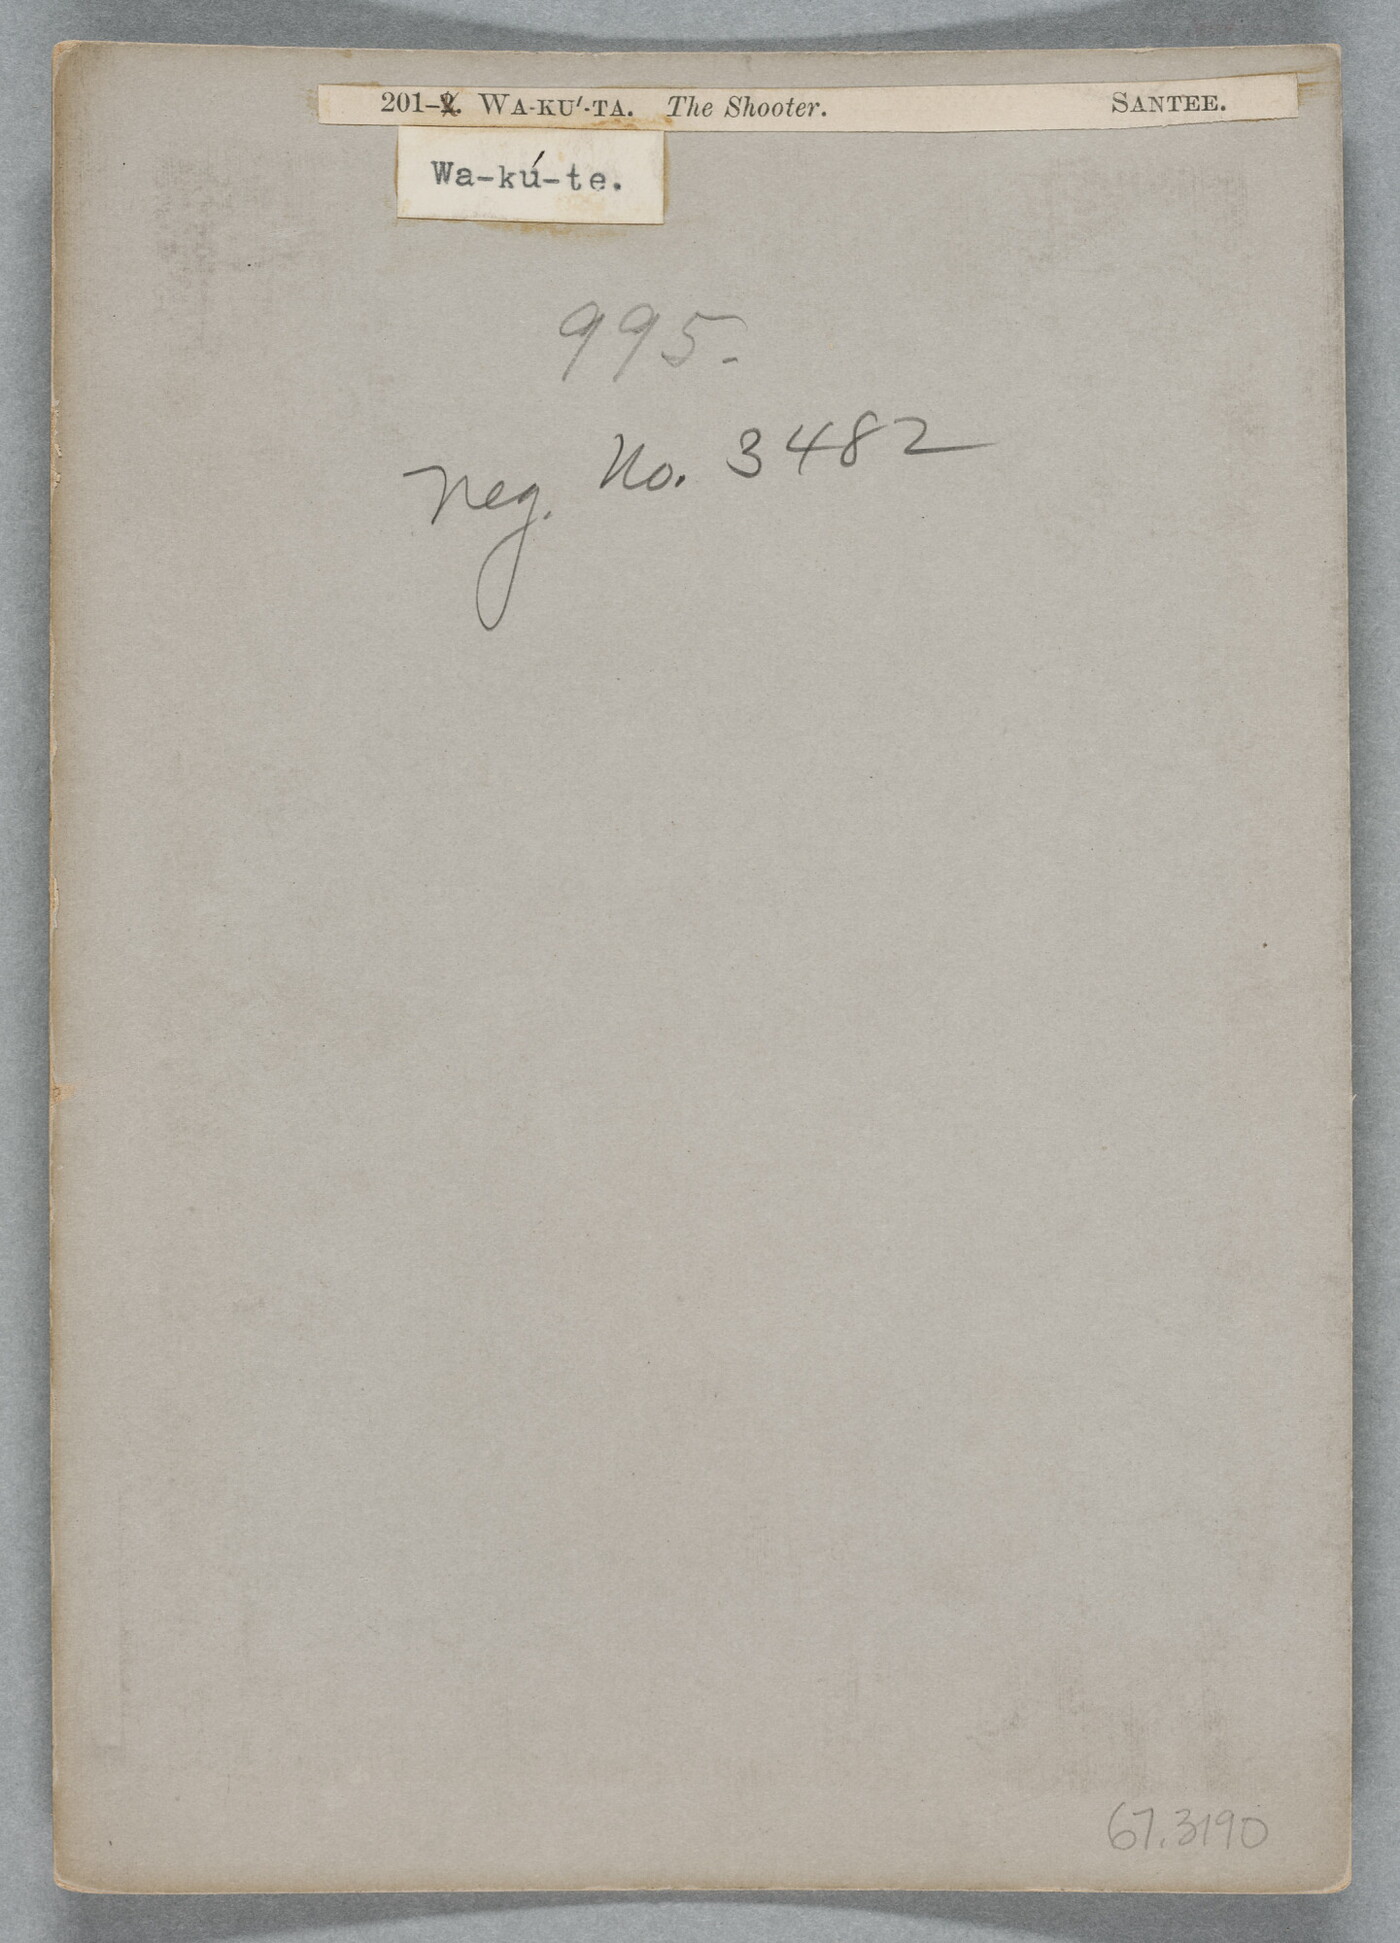 201-2. WA-KU'-TA. The Shooter. SANTEE.
Wa-kú-te.
995.
Neg. No. 3482
67.3190